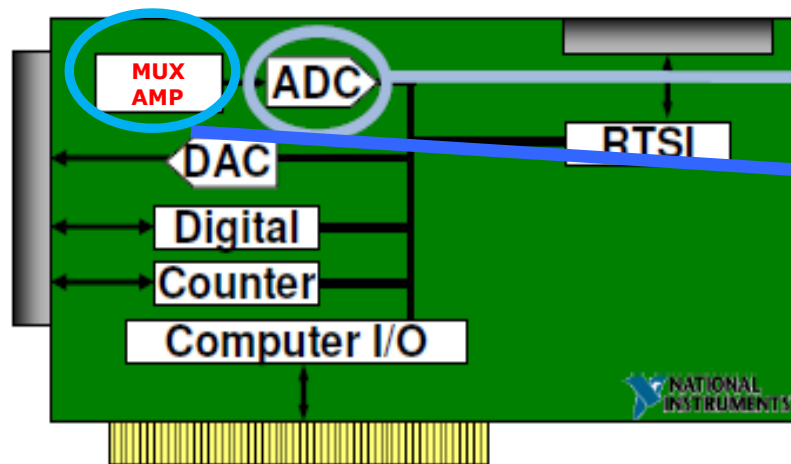 MUX
AMP
ADC
RTSI
DAC
Digital
Counter
Computer I/O
NATIONAL
INSTRUMENTS